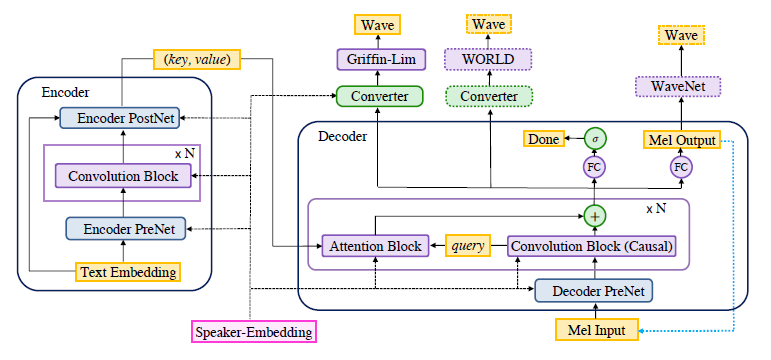 Wave
Wave
Wave
(key, value)
Griffin-Lim
WORLD
Encoder
WaveNet
Converter
Converter
Encoder PostNet
Decoder
Done
σ
Mel Output
x N
FC
FC
Convolution Block
x N
+
Encoder PreNet
Attention Block
query
Convolution Block (Causal)
Text Embedding
Decoder PreNet
Speaker-Embedding
Mel Input